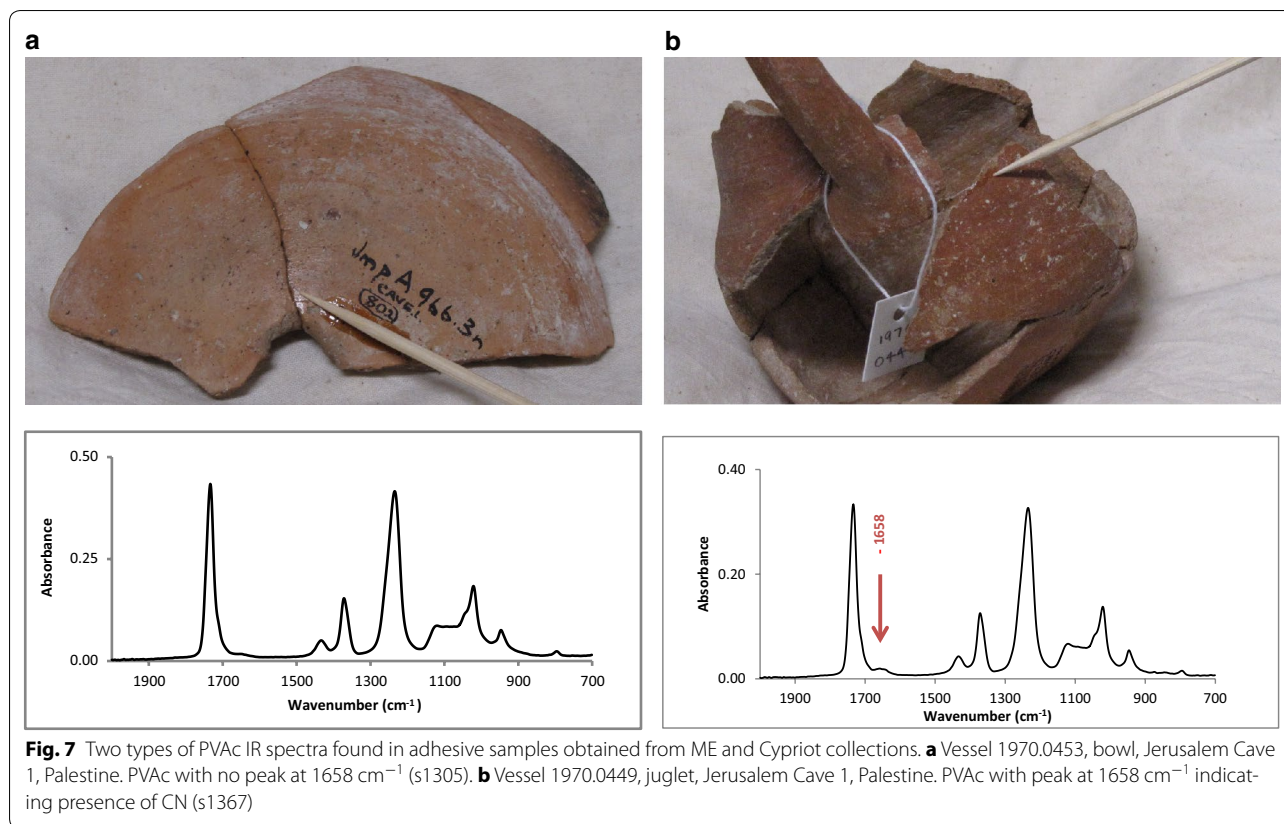 a
b
Jmp A 966.3n
CAVE 1.
802
197
044
0.50
0.25
0.00
Absorbance
1900 1700 1500 1300 1100 900 700
Wavenumber (cm-1)
0.40
0.20
0.00
Absorbance
- 1658
1900 1700 1500 1300 1100 900 700
Wavenumber (cm-1)
Fig. 7 Two types of PVAc IR spectra found in adhesive samples obtained from ME and Cypriot collections. a Vessel 1970.0453, bowl, Jerusalem Cave
1, Palestine. PVAc with no peak at 1658 cm−1 (s1305). b Vessel 1970.0449, juglet, Jerusalem Cave 1, Palestine. PVAc with peak at 1658 cm−1 indicat-
ing presence of CN (s1367)